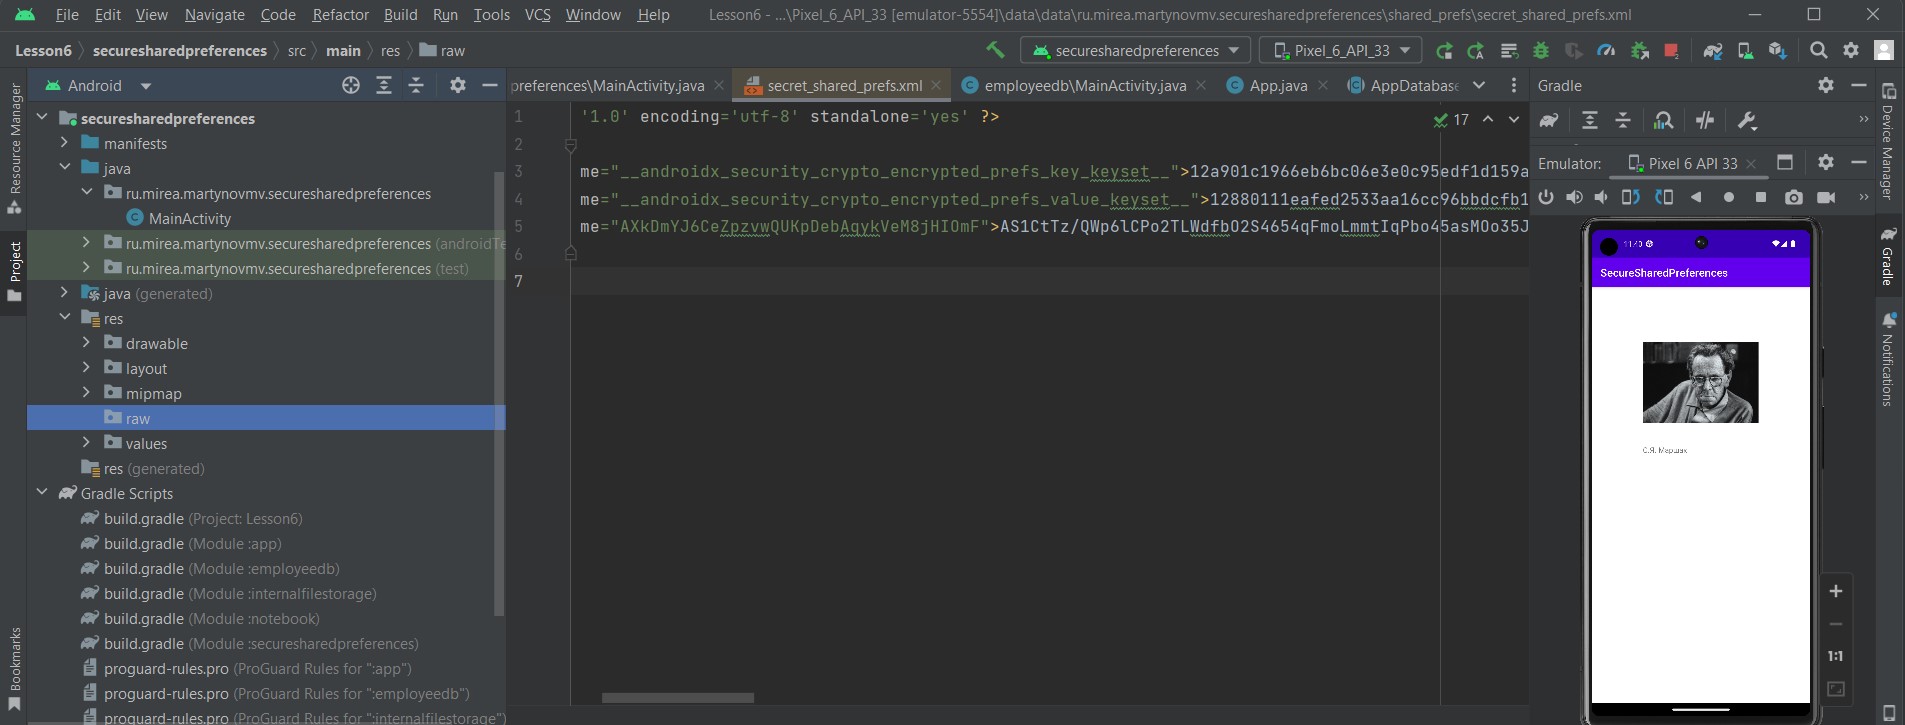 File Edit View Navigate Code Refactor Build Run Tools VCS Window Help Lesson6 - ...\Pixel_6_API_33 [emulator-5554]\data\data\ru.mirea.martynovmv.securesharedpreferences\shared_prefs\secret_shared_prefs.xml
Lesson6 securesharedpreferences src main res raw securesharedpreferences Pixel_6_API_33
Resource Manager
Project
Bookmarks
Android
securesharedpreferences
manifests
java
ru.mirea.martynovmv.securesharedpreferences
MainActivity
ru.mirea.martynovmv.securesharedpreferences (androidTe
ru.mirea.martynovmv.securesharedpreferences (test)
java (generated)
res
drawable
layout
mipmap
raw
values
res (generated)
Gradle Scripts
build.gradle (Project: Lesson6)
build.gradle (Module :app)
build.gradle (Module :employeedb)
build.gradle (Module :internalfilestorage)
build.gradle (Module :notebook)
build.gradle (Module :securesharedpreferences)
proguard-rules.pro (ProGuard Rules for ":app")
proguard-rules.pro (ProGuard Rules for ":employeedb")
proguard-rules.pro (ProGuard Rules for ":internalfilestorage")
preferences\MainActivity.java secret_shared_prefs.xml employeedb\MainActivity.java App.java AppDatabase
17
1 '1.0' encoding='utf-8' standalone='yes' ?>
2
3 me="__androidx_security_crypto_encrypted_prefs_key_keyset__">12a901c1966eb6bc06e3e0c95edf1d159a
4 me="__androidx_security_crypto_encrypted_prefs_value_keyset__">12880111eafed2533aa16cc96bbdcfb1
5 me="AXkDmYJ6CeZpzvwQUKpDebAqykVeM8jHIOmF">AS1CtTz/QWp6lCPo2TLWdfbO2S4654qFmoLmmtIqPbo45asMOo35J
6
7
Gradle
Emulator: Pixel 6 API 33
11:40
SecureSharedPreferences
С.Я. Маршак
1:1
Device Manager
Gradle
Notifications